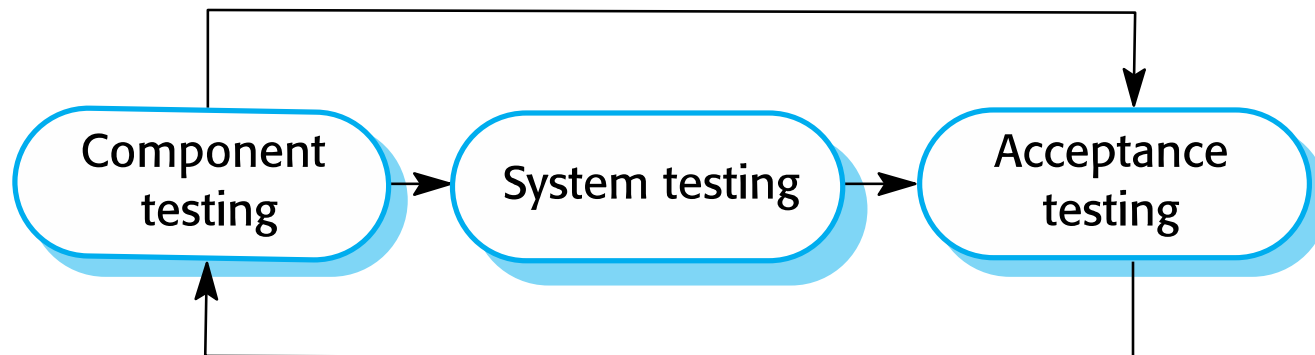 Component
testing
System testing
Acceptance
testing